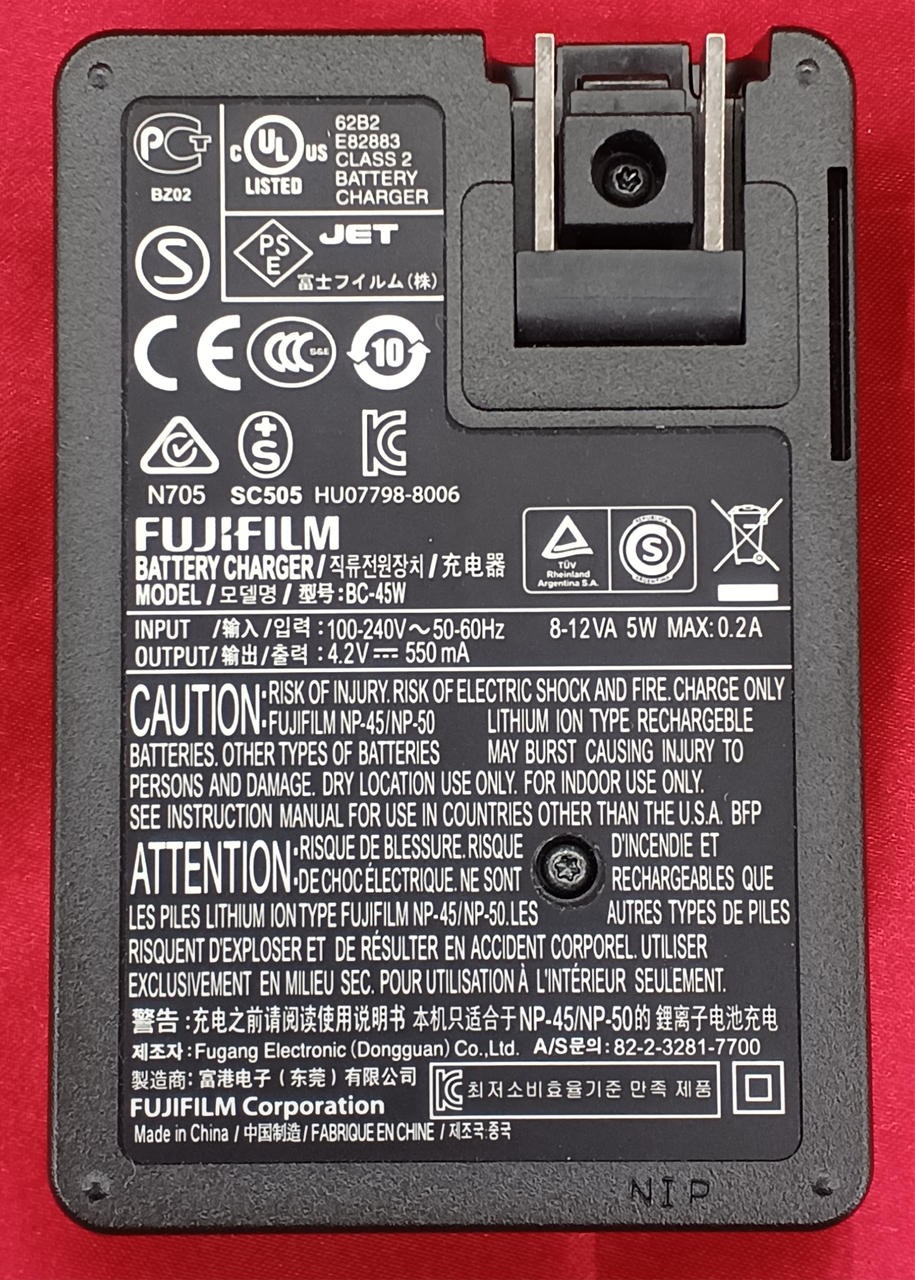 PCT
BZ02
C UL US
LISTED
62B2
E82883
CLASS 2
BATTERY
CHARGER
S
PS
E
JET
富士フイルム(株)
CE
CCC S&E
10
N705
+S
SC505
KC
HU07798-8006
FUJIFILM
BATTERY CHARGER/직류전원장치/充电器
MODEL/모델명/型号:BC-45W
TÜV
Rheinland
Argentina S.A.
S
INPUT /输入/입력:100-240V～50-60Hz 8-12VA 5W MAX:0.2A
OUTPUT/输出/출력:4.2V⎓ 550mA
CAUTION:RISK OF INJURY. RISK OF ELECTRIC SHOCK AND FIRE. CHARGE ONLY
FUJIFILM NP-45/NP-50 LITHIUM ION TYPE RECHARGEBLE
BATTERIES. OTHER TYPES OF BATTERIES MAY BURST CAUSING INJURY TO
PERSONS AND DAMAGE. DRY LOCATION USE ONLY. FOR INDOOR USE ONLY.
SEE INSTRUCTION MANUAL FOR USE IN COUNTRIES OTHER THAN THE U.S.A. BFP
ATTENTION:RISQUE DE BLESSURE. RISQUE D'INCENDIE ET
DE CHOC ÉLECTRIQUE. NE SONT RECHARGEABLES QUE
LES PILES LITHIUM ION TYPE FUJIFILM NP-45/NP-50. LES AUTRES TYPES DE PILES
RISQUENT D'EXPLOSER ET DE RÉSULTER EN ACCIDENT CORPOREL. UTILISER
EXCLUSIVEMENT EN MILIEU SEC. POUR UTILISATION À L'INTÉRIEUR SEULEMENT.
警告:充电之前请阅读使用说明书 本机只适合于NP-45/NP-50的 鋰离子电池充电
제조자:Fugang Electronic (Dongguan) Co.,Ltd. A/S문의:82-2-3281-7700
製造商:富港电子(东莞)有限公司
KC 최저소비효율기준 만족 제품
FUJIFILM Corporation
Made in China / 中国制造 / FABRIQUE EN CHINE / 제조국:중국
NIP